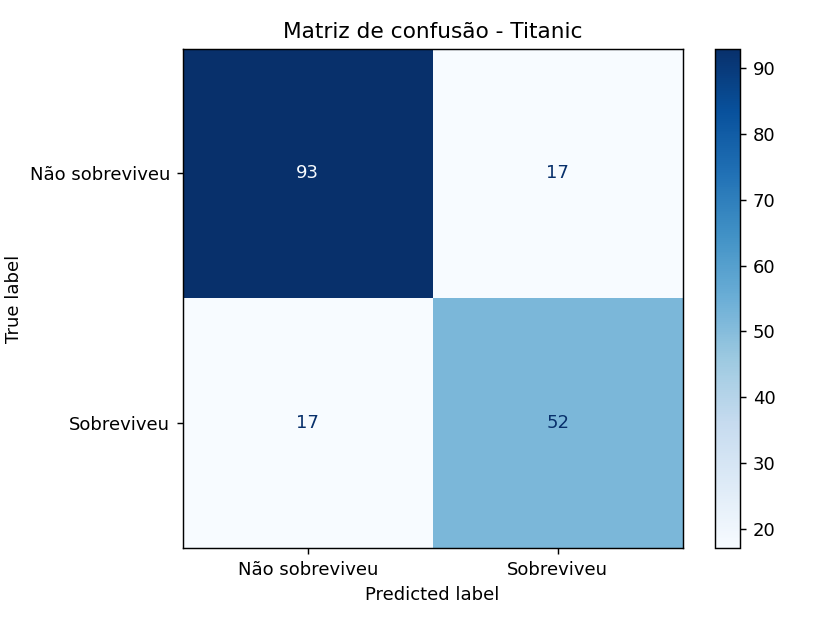 Matriz de confusão - Titanic
True label
Não sobreviveu
Sobreviveu
93
17
17
52
Não sobreviveu
Sobreviveu
Predicted label
90
80
70
60
50
40
30
20